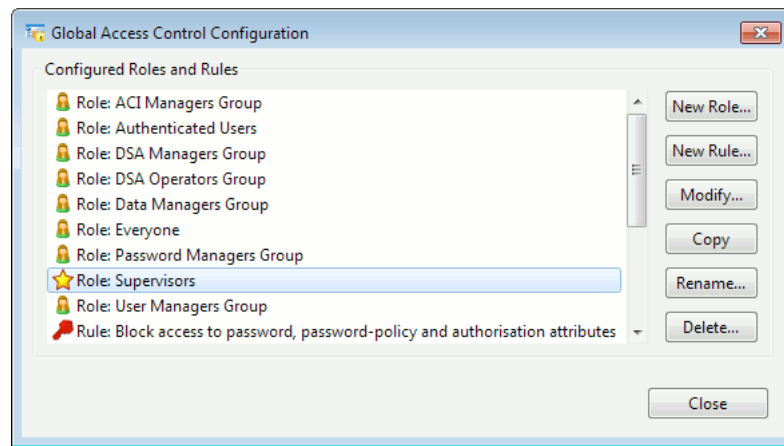 Global Access Control Configuration
Configured Roles and Rules
Role: ACI Managers Group
Role: Authenticated Users
Role: DSA Managers Group
Role: DSA Operators Group
Role: Data Managers Group
Role: Everyone
Role: Password Managers Group
Role: Supervisors
Role: User Managers Group
Rule: Block access to password, password-policy and authorisation attributes
New Role...
New Rule...
Modify...
Copy
Rename...
Delete...
Close